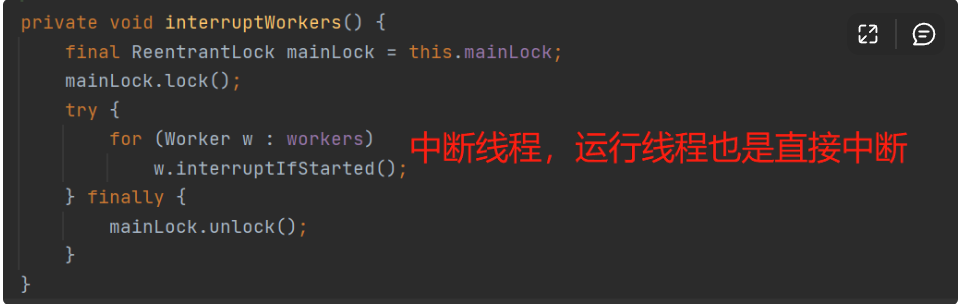 private void interruptWorkers() {
final ReentrantLock mainLock = this.mainLock;
mainLock.lock();
try {
for (Worker w : workers)
w.interruptIfStarted();
中断线程，运行线程也是直接中断
} finally {
mainLock.unlock();
}
}